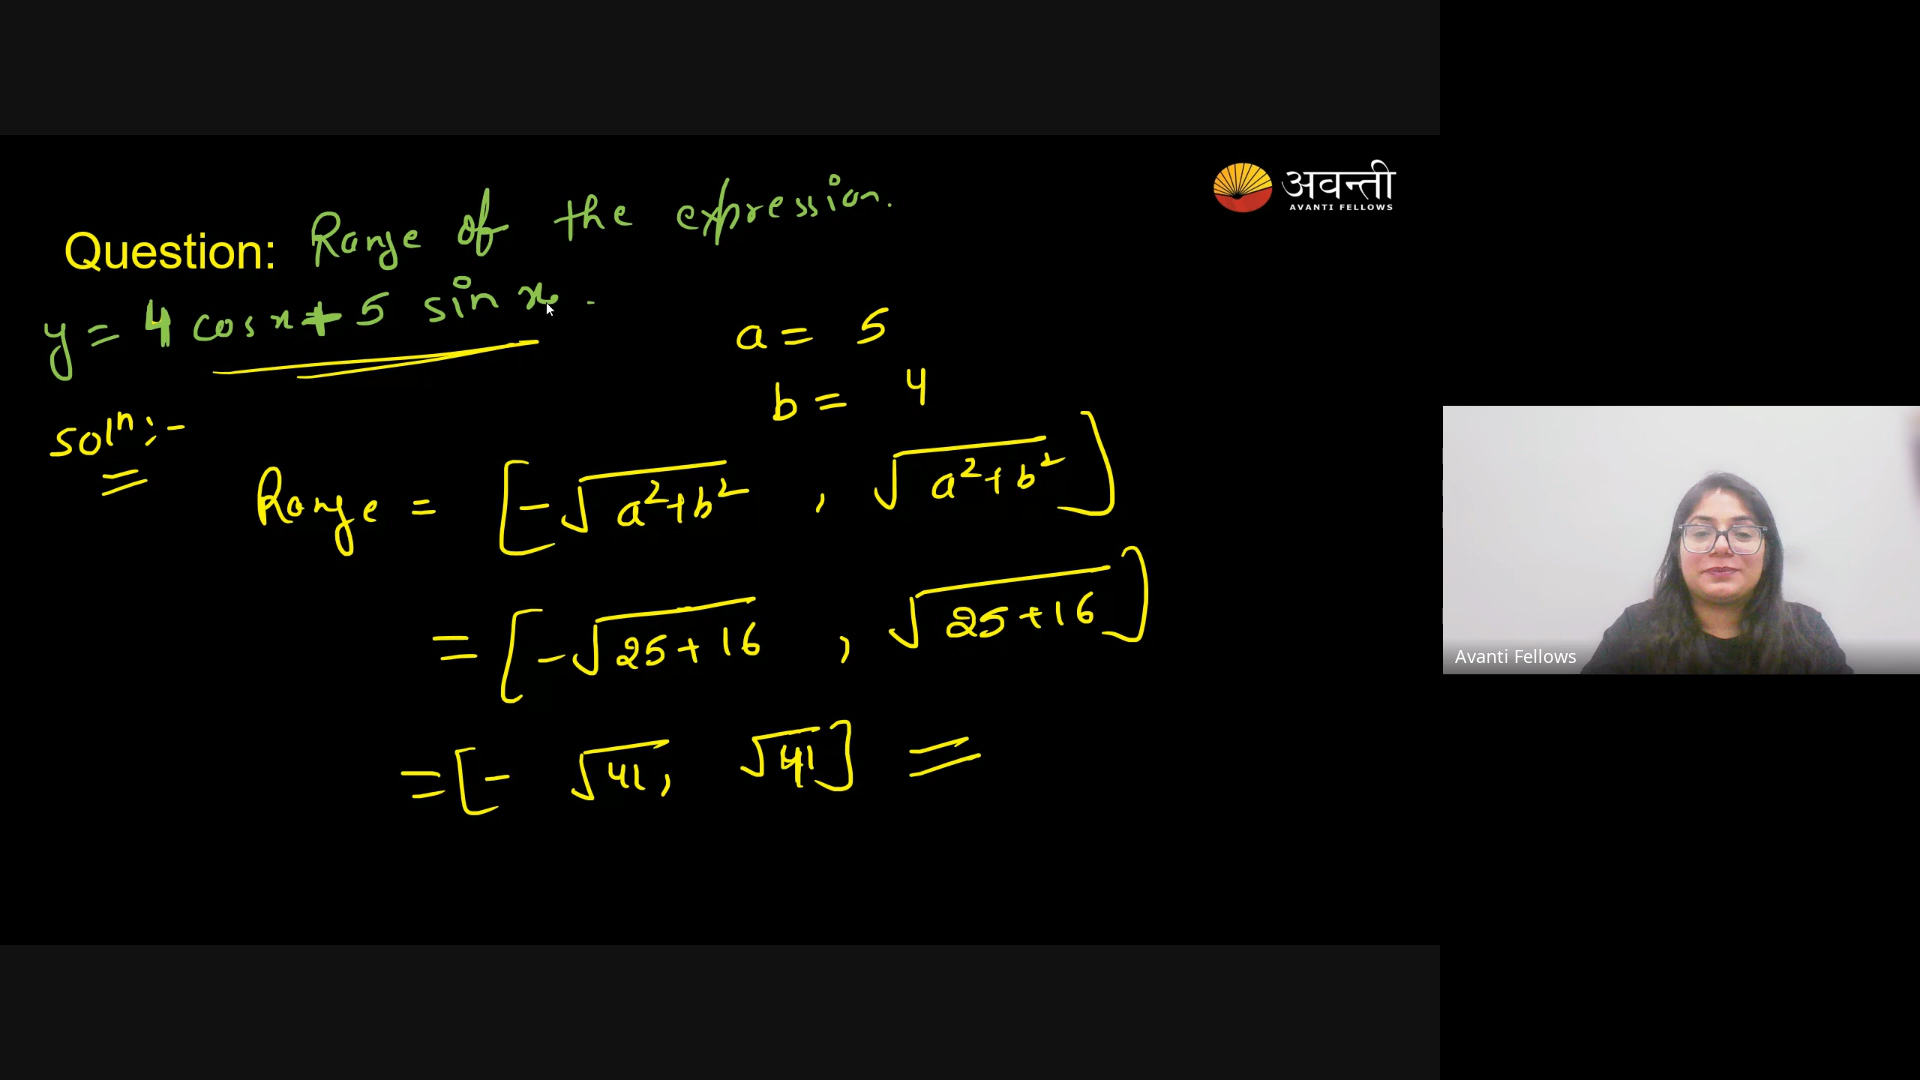 अवन्ती
AVANTI FELLOWS
Question: Range of the expression.
y = 4 cos x + 5 sin x .
a = 5
b = 4
Solⁿ :-
Range = [-√(a²+b²) , √(a²+b²)]
= [-√(25+16) , √(25+16)]
= [- √41, √41]
Avanti Fellows